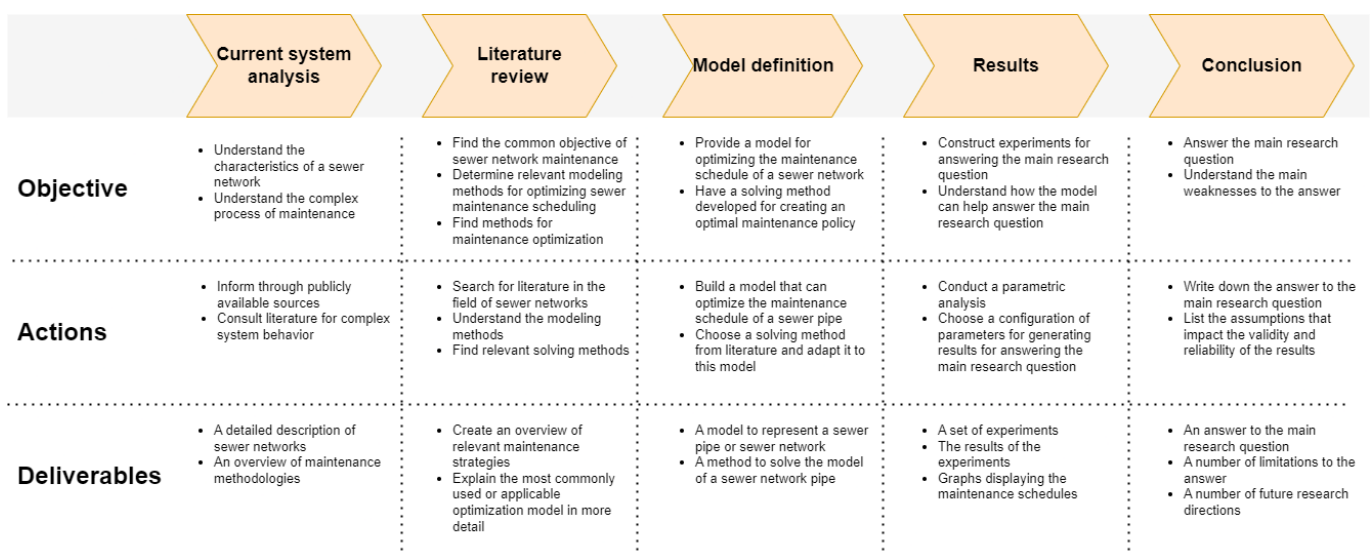 Current system
analysis
Literature
review
Model definition
Results
Conclusion
Objective
• Understand the
characteristics of a sewer
network
• Understand the complex
process of maintenance
• Find the common objective of
sewer network maintenance
• Determine relevant modeling
methods for optimizing sewer
maintenance scheduling
• Find methods for
maintenance optimization
• Provide a model for
optimizing the maintenance
schedule of a sewer network
• Have a solving method
developed for creating an
optimal maintenance policy
• Construct experiments for
answering the main research
question
• Understand how the model
can help answer the main
research question
• Answer the main research
question
• Understand the main
weaknesses to the answer
Actions
• Inform through publicly
available sources
• Consult literature for complex
system behavior
• Search for literature in the
field of sewer networks
• Understand the modeling
methods
• Find relevant solving methods
• Build a model that can
optimize the maintenance
schedule of a sewer pipe
• Choose a solving method
from literature and adapt it to
this model
• Conduct a parametric
analysis
• Choose a configuration of
parameters for generating
results for answering the
main research question
• Write down the answer to the
main research question
• List the assumptions that
impact the validity and
reliability of the results
Deliverables
• A detailed description of
sewer networks
• An overview of maintenance
methodologies
• Create an overview of
relevant maintenance
strategies
• Explain the most commonly
used or applicable
optimization model in more
detail
• A model to represent a sewer
pipe or sewer network
• A method to solve the model
of a sewer network pipe
• A set of experiments
• The results of the
experiments
• Graphs displaying the
maintenance schedules
• An answer to the main
research question
• A number of limitations to the
answer
• A number of future research
directions